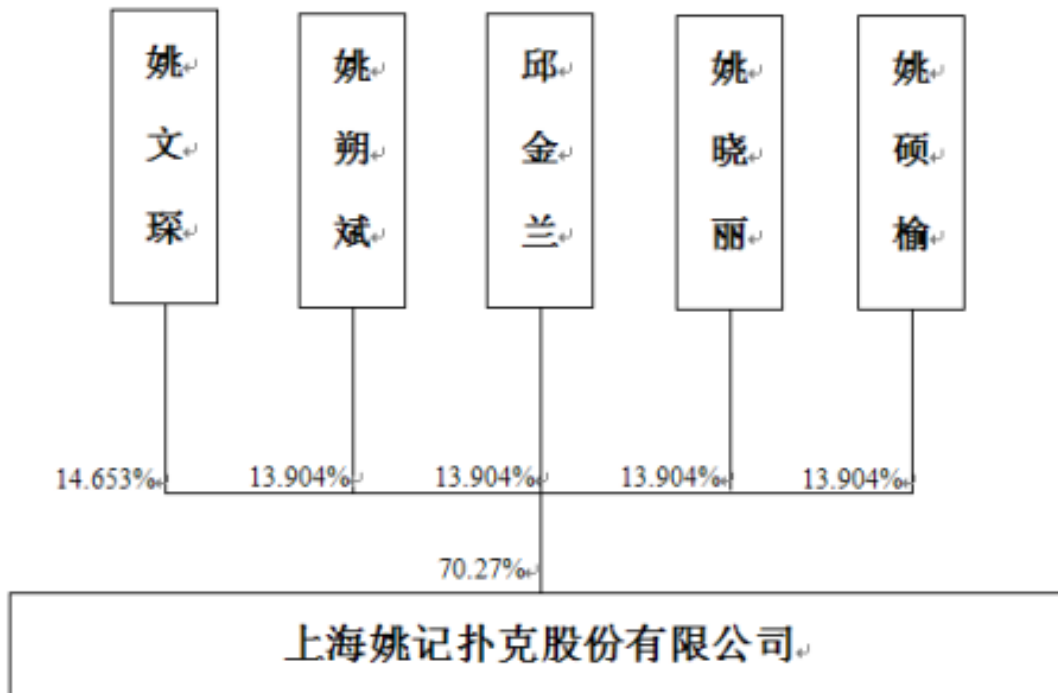 姚文琛
姚朔斌
邱金兰
姚晓丽
姚硕榆
14.653%
13.904%
13.904%
13.904%
13.904%
70.27%
上海姚记扑克股份有限公司